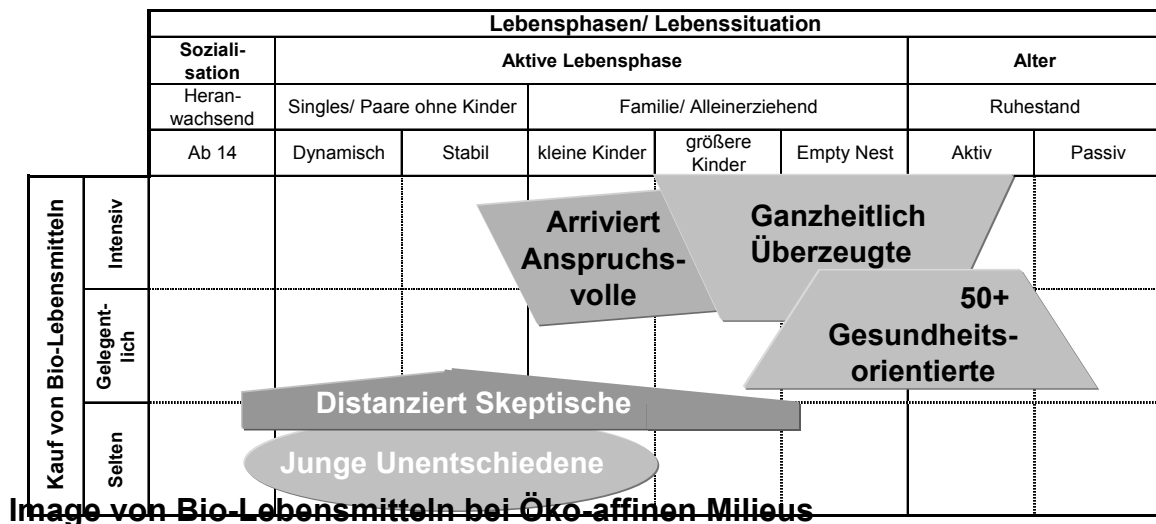 Lebensphasen/ Lebenssituation
Soziali-
sation
Aktive Lebensphase
Alter
Heran-
wachsend
Singles/ Paare ohne Kinder
Familie/ Alleinerziehend
Ruhestand
Ab 14
Dynamisch
Stabil
kleine Kinder
größere
Kinder
Empty Nest
Aktiv
Passiv
Kauf von Bio-Lebensmitteln
Intensiv
Arriviert
Anspruchs-
volle
Ganzheitlich
Überzeugte
Gelegent-
lich
50+
Gesundheits-
orientierte
Selten
Distanziert Skeptische
Junge Unentschiedene
Image von Bio-Lebensmitteln bei Öko-affinen Milieus